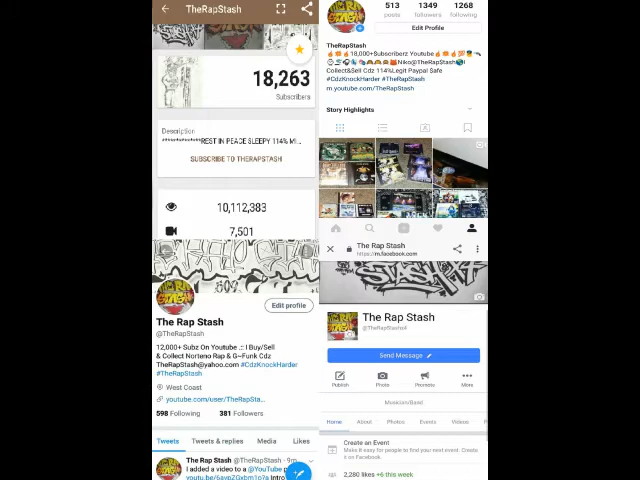 TheRapStash
18,263
Subscribers
Description
SUBSCRIBE TO THERAPSTASH
10,112,383
7,501
Edit profile
The Rap Stash
@TheRapStash
12,000+ Subz On Youtube .:: I Buy/Sell
& Collect Norteno Rap & G~Funk Cdz
TheRapStash@yahoo.com #CdzKnockHarder
#TheRapStash
West Coast
youtube.com/user/TheRapSta...
598 Following 381 Followers
Tweets Tweets & replies Media Likes
The Rap Stash @TheRapStash - 9m
I added a video to a @YouTube
513 1349 1268
posts followers following
Edit Profile
TheRapStash
18,000+Subscriberz Youtube
Niko@TheRapStash
Collect&Sell Cdz 114%Legit Paypal Safe
#CdzKnockHarder #TheRapStash
m.youtube.com/TheRapStash
Story Highlights
The Rap Stash
https://m.facebook.com
The Rap Stash
Send Message
Publish Photo Promote More
Musician/Band
Home About Photos Events Videos
Create an Event
Make it easy for people to find your next event. Create
it on Facebook.
2,280 likes +6 this week